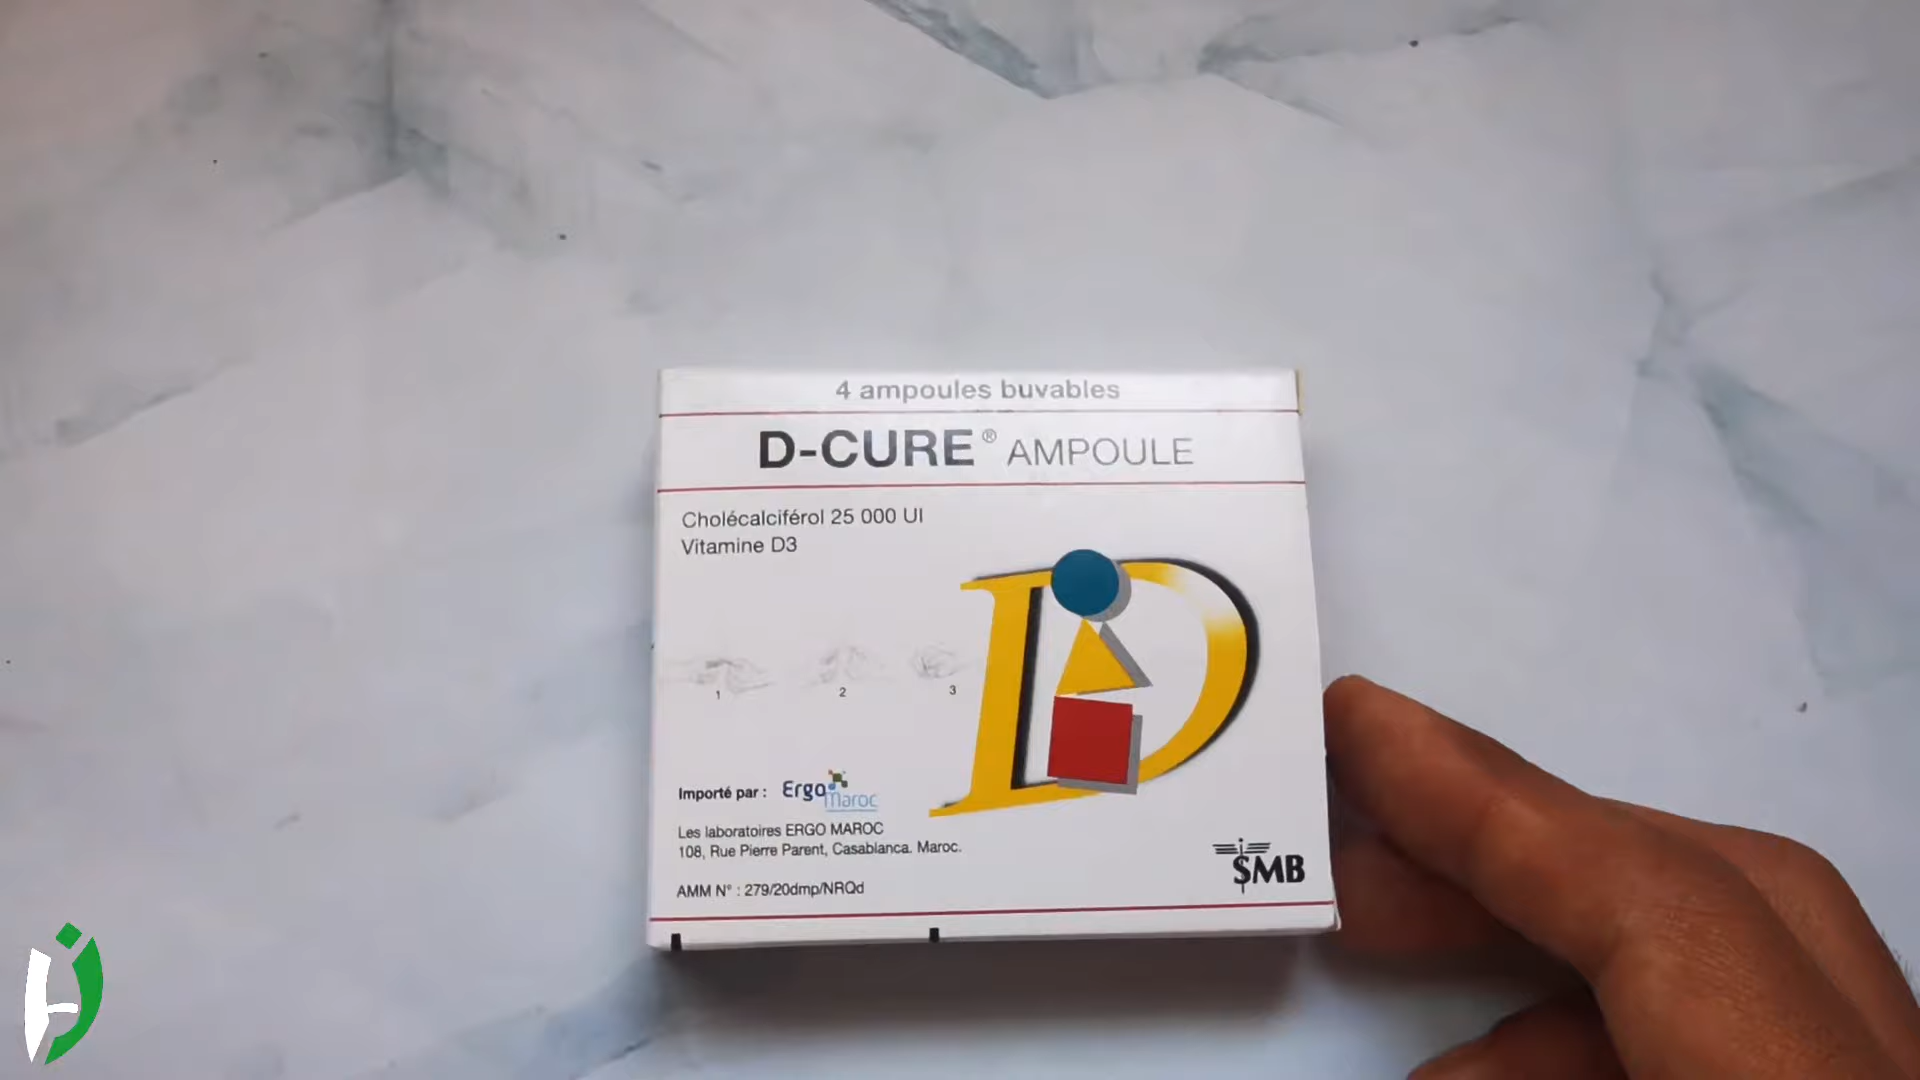 4 ampoules buvables
D-CURE® AMPOULE
Cholécalciférol 25 000 UI
Vitamine D3
1 2 3
Importé par : Ergo Maroc
Les laboratoires ERGO MAROC
108, Rue Pierre Parent, Casablanca. Maroc.
AMM N° : 279/20dmp/NRQd
SMB